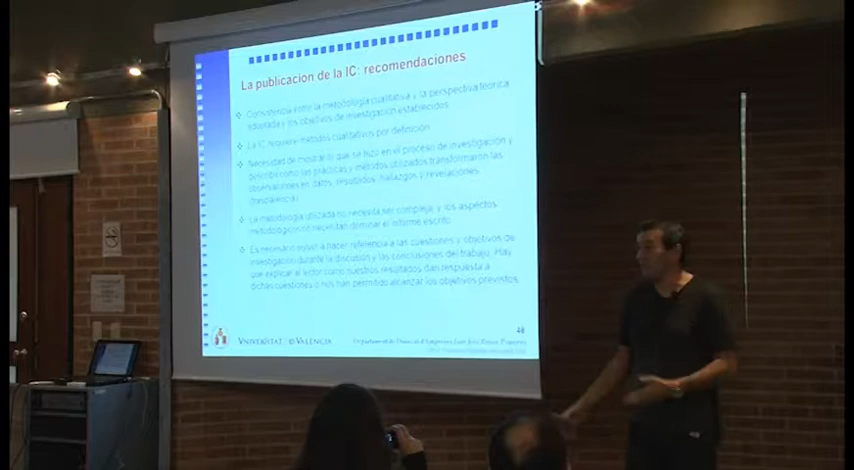 La publicación de la IC: recomendaciones
Consistencia entre la metodología cualitativa y la perspectiva teórica
adoptada y los objetivos de investigación establecidos
La IC requiere métodos cualitativos por definición
Necesidad de mostrar lo que se hizo en el proceso de investigación y
describir como las prácticas y métodos utilizados transformaron las
observaciones en datos, resultados, hallazgos y revelaciones
(transparencia)
La metodología utilizada no necesita ser compleja, y los aspectos
metodológicos no necesitan dominar el informe escrito
Es necesario volver a hacer referencia a las cuestiones y objetivos de
investigación durante la discusión y las conclusiones del trabajo. Hay
que explicar al lector como nuestros resultados dan respuesta a
dichas cuestiones o nos han permitido alcanzar los objetivos previstos.
48
VNIVERSITAT
VALÈNCIA